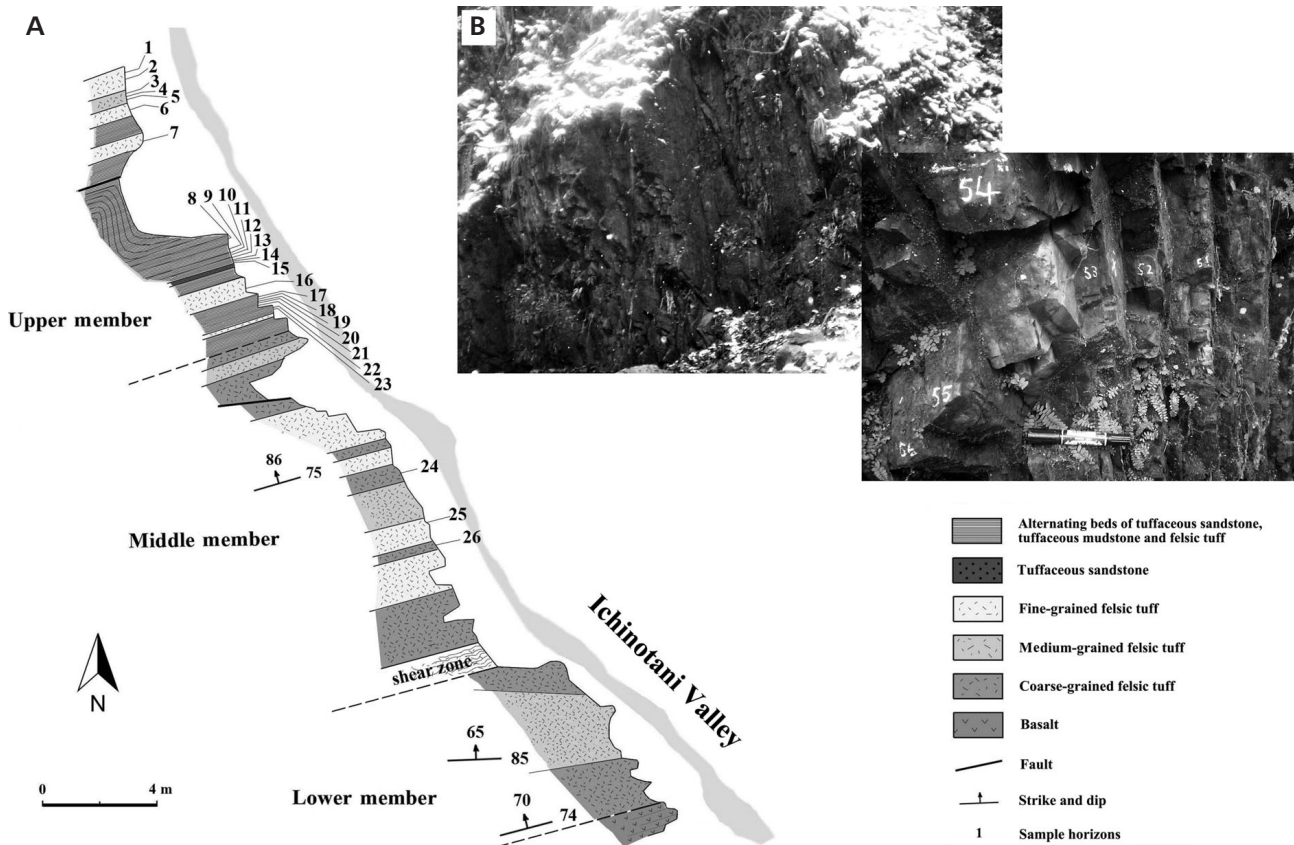 A
1
2
3
4
5
6
7
8
9
10
11
12
13
14
15
16
17
18
19
20
21
22
23
Upper member
86
75
24
25
26
Middle member
N
shear zone
Ichinotani Valley
65
85
0 4 m
Lower member
70
74
B
54
53
52
51
55
56
Alternating beds of tuffaceous sandstone,
tuffaceous mudstone and felsic tuff
Tuffaceous sandstone
Fine-grained felsic tuff
Medium-grained felsic tuff
Coarse-grained felsic tuff
Basalt
Fault
Strike and dip
1 Sample horizons